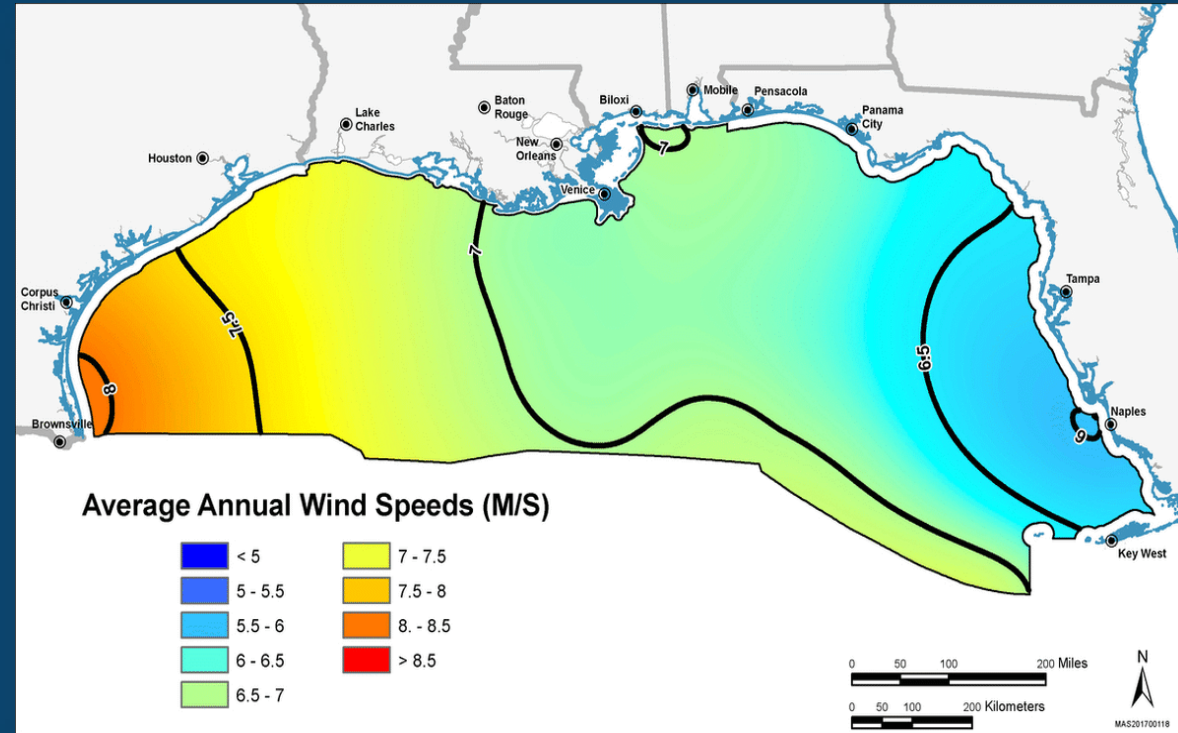 Mobile
Biloxi
Pensacola
Baton
Rouge
Panama
City
Lake
Charles
New
Orleans
7
Houston
Venice
7
Tampa
Corpus
Christi
7.5
6.5
8
Naples
Brownsville
6
Average Annual Wind Speeds (M/S)
Key West
< 5
7 - 7.5
5 - 5.5
7.5 - 8
5.5 - 6
8. - 8.5
6 - 6.5
> 8.5
6.5 - 7
0 50 100 200 Miles
0 50 100 200 Kilometers
N
MAS201700118